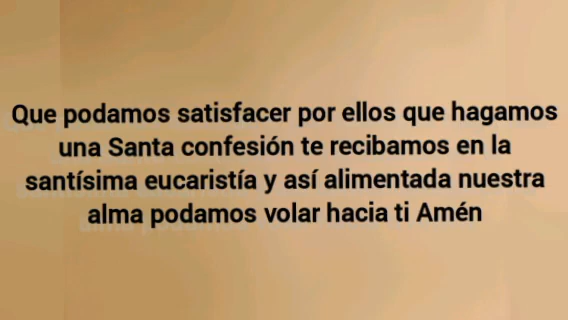 Que podamos satisfacer por ellos que hagamos
una Santa confesión te recibamos en la
santísima eucaristía y así alimentada nuestra
alma podamos volar hacia ti Amén